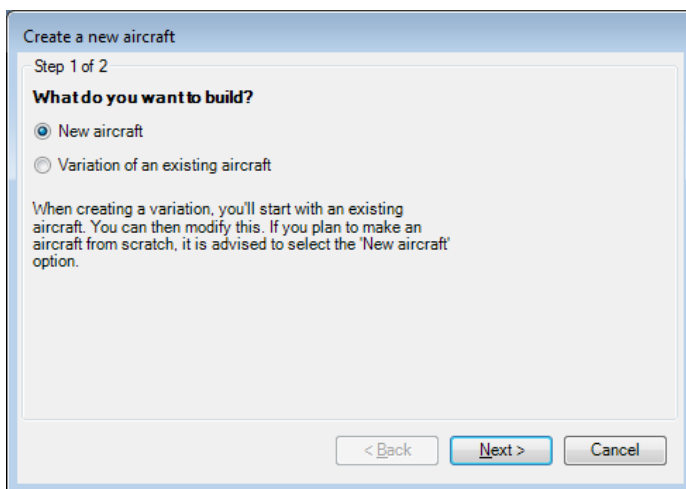 Create a new aircraft
Step 1 of 2
What do you want to build?
New aircraft
Variation of an existing aircraft
When creating a variation, you'll start with an existing
aircraft. You can then modify this. If you plan to make an
aircraft from scratch, it is advised to select the 'New aircraft'
option.
< Back
Next >
Cancel